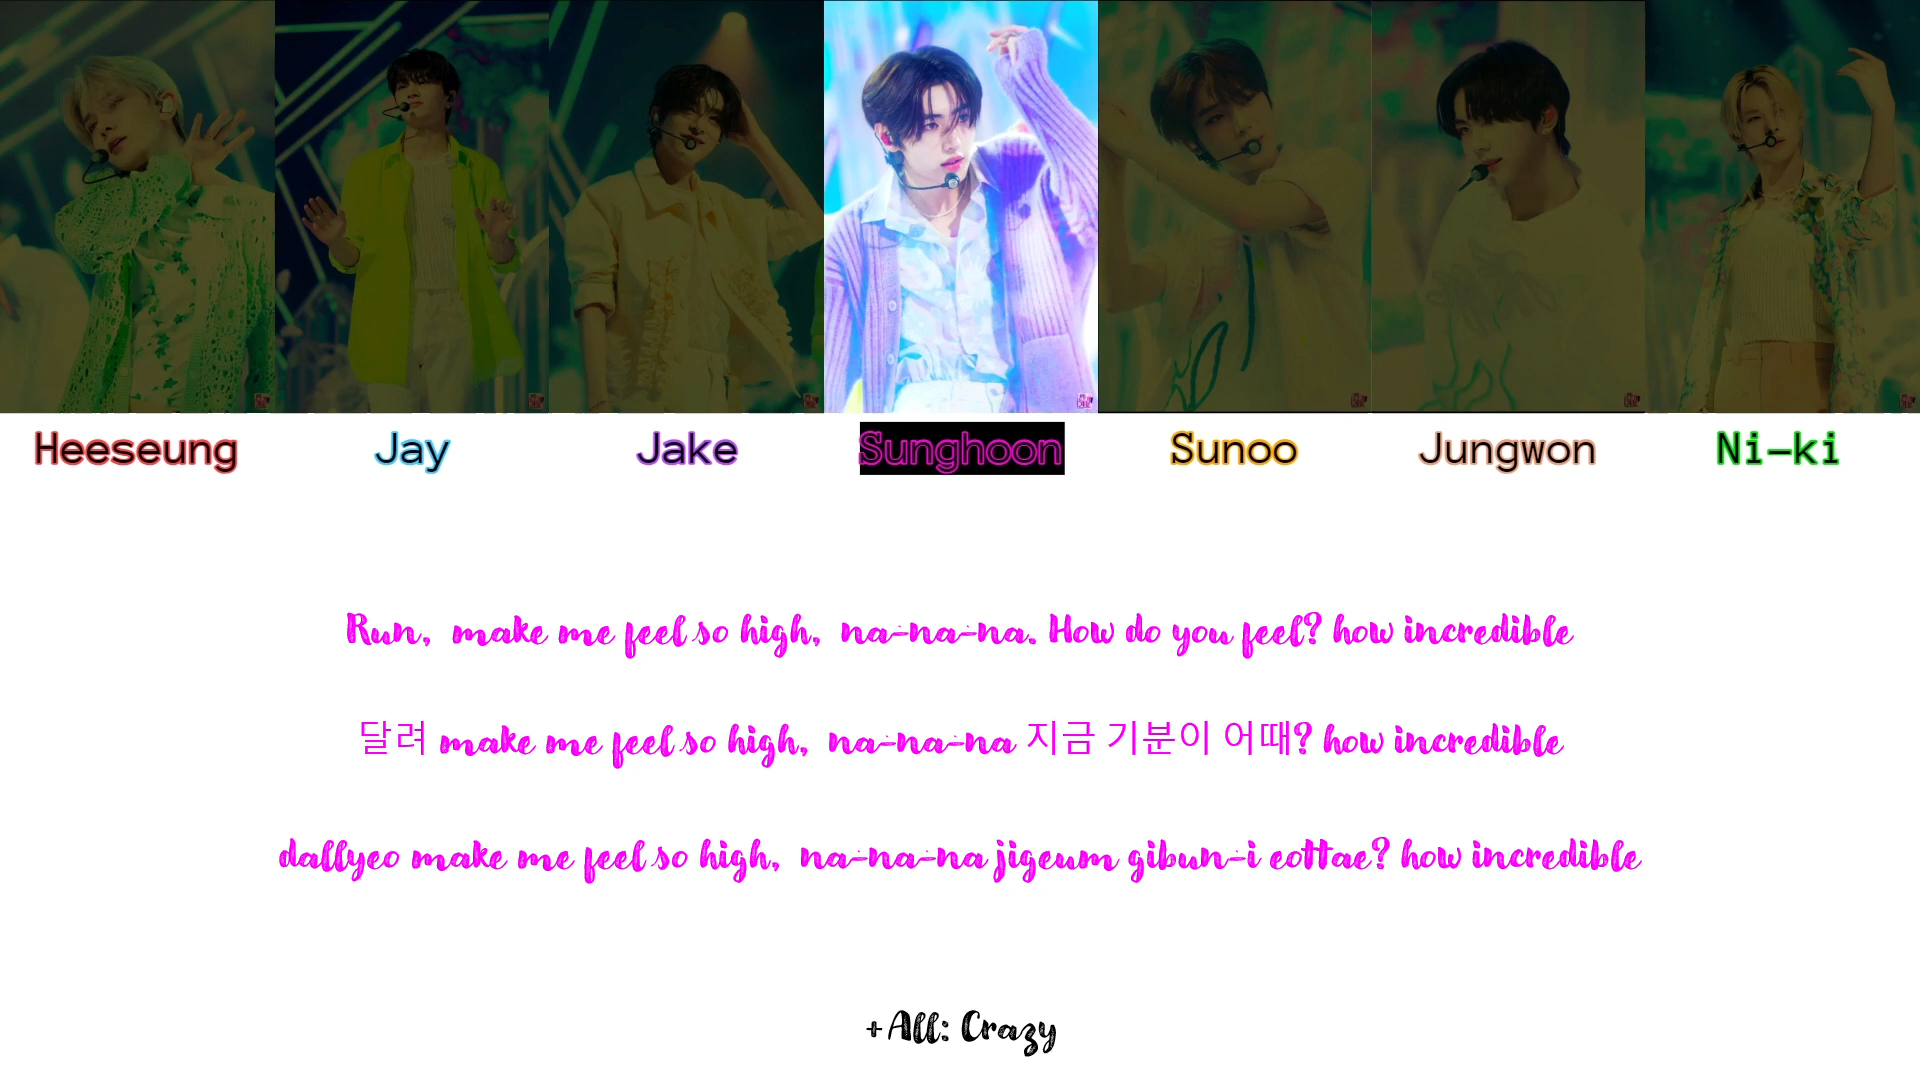 Heeseung Jay Jake Sunghoon Sunoo Jungwon Ni-ki
Run, make me feel so high, na-na-na. How do you feel? how incredible
달려 make me feel so high, na-na-na 지금 기분이 어때? how incredible
dallyeo make me feel so high, na-na-na jigeum gibun-i eottae? how incredible
+All: Crazy